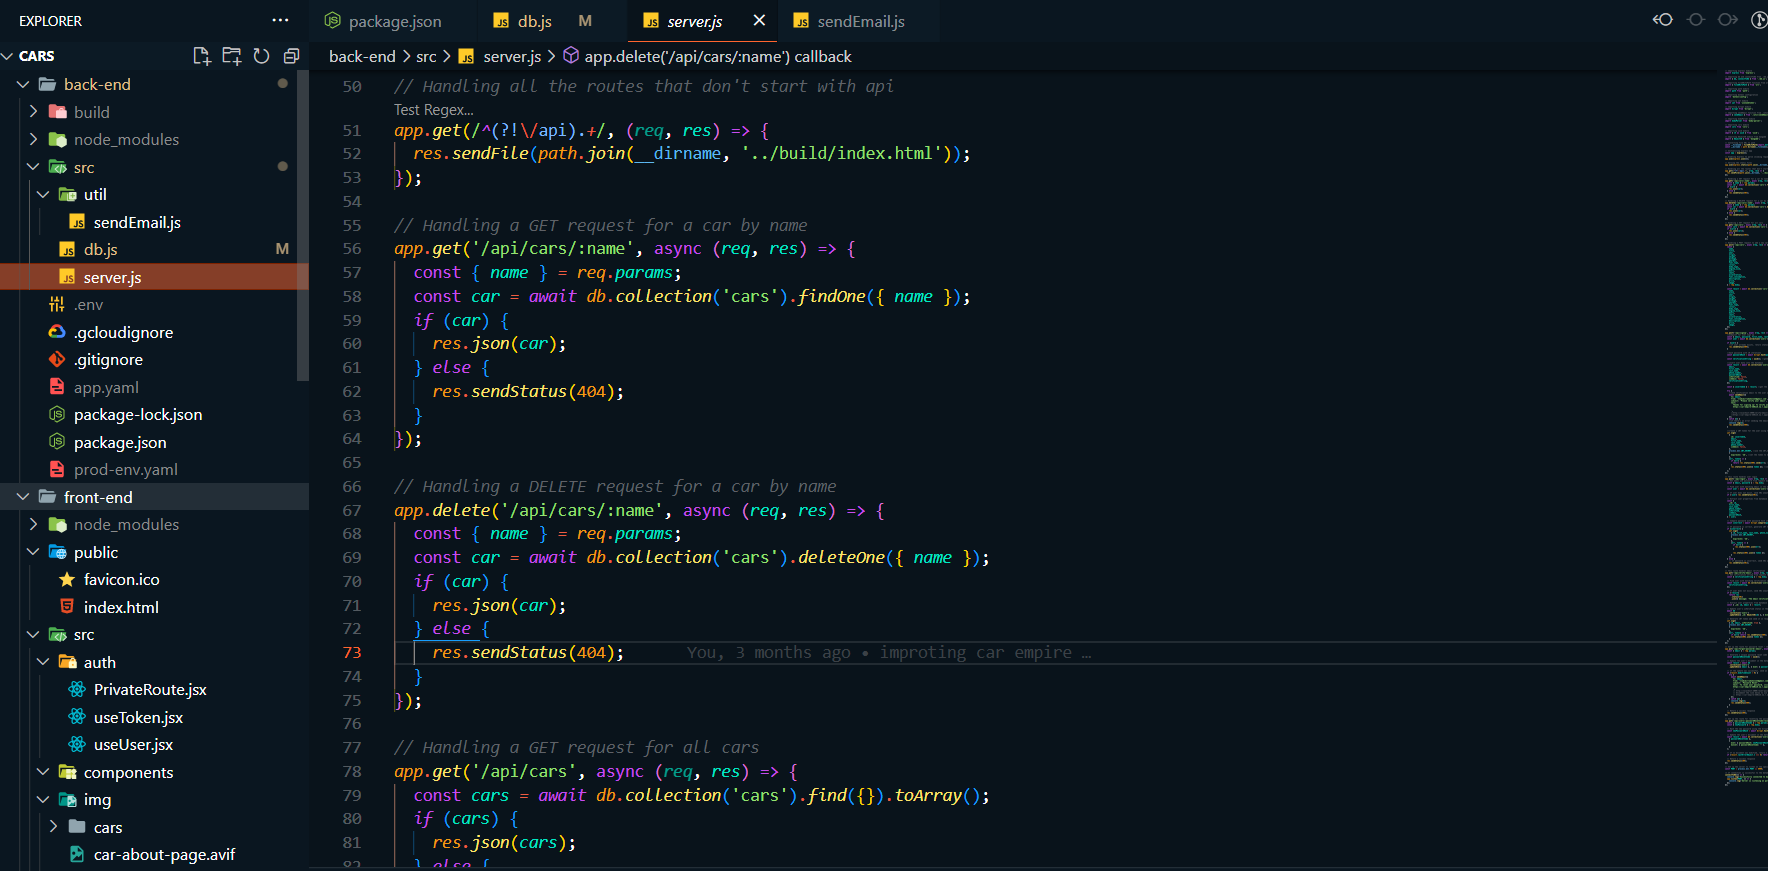 EXPLORER ...
CARS
back-end
build
node_modules
src
util
sendEmail.js
db.js M
server.js
.env
.gcloudignore
.gitignore
app.yaml
package-lock.json
package.json
prod-env.yaml
front-end
node_modules
public
favicon.ico
index.html
src
auth
PrivateRoute.jsx
useToken.jsx
useUser.jsx
components
img
cars
car-about-page.avif
package.json
db.js M
server.js
sendEmail.js
back-end > src > server.js > app.delete('/api/cars/:name') callback
50 // Handling all the routes that don't start with api
Test Regex...
51 app.get(/^(?!\/api).+/, (req, res) => {
52 res.sendFile(path.join(__dirname, '../build/index.html'));
53 });
54
55 // Handling a GET request for a car by name
56 app.get('/api/cars/:name', async (req, res) => {
57 const { name } = req.params;
58 const car = await db.collection('cars').findOne({ name });
59 if (car) {
60 res.json(car);
61 } else {
62 res.sendStatus(404);
63 }
64 });
65
66 // Handling a DELETE request for a car by name
67 app.delete('/api/cars/:name', async (req, res) => {
68 const { name } = req.params;
69 const car = await db.collection('cars').deleteOne({ name });
70 if (car) {
71 res.json(car);
72 } else {
73 res.sendStatus(404); You, 3 months ago • improting car empire …
74 }
75 });
76
77 // Handling a GET request for all cars
78 app.get('/api/cars', async (req, res) => {
79 const cars = await db.collection('cars').find({}).toArray();
80 if (cars) {
81 res.json(cars);
82 } else {